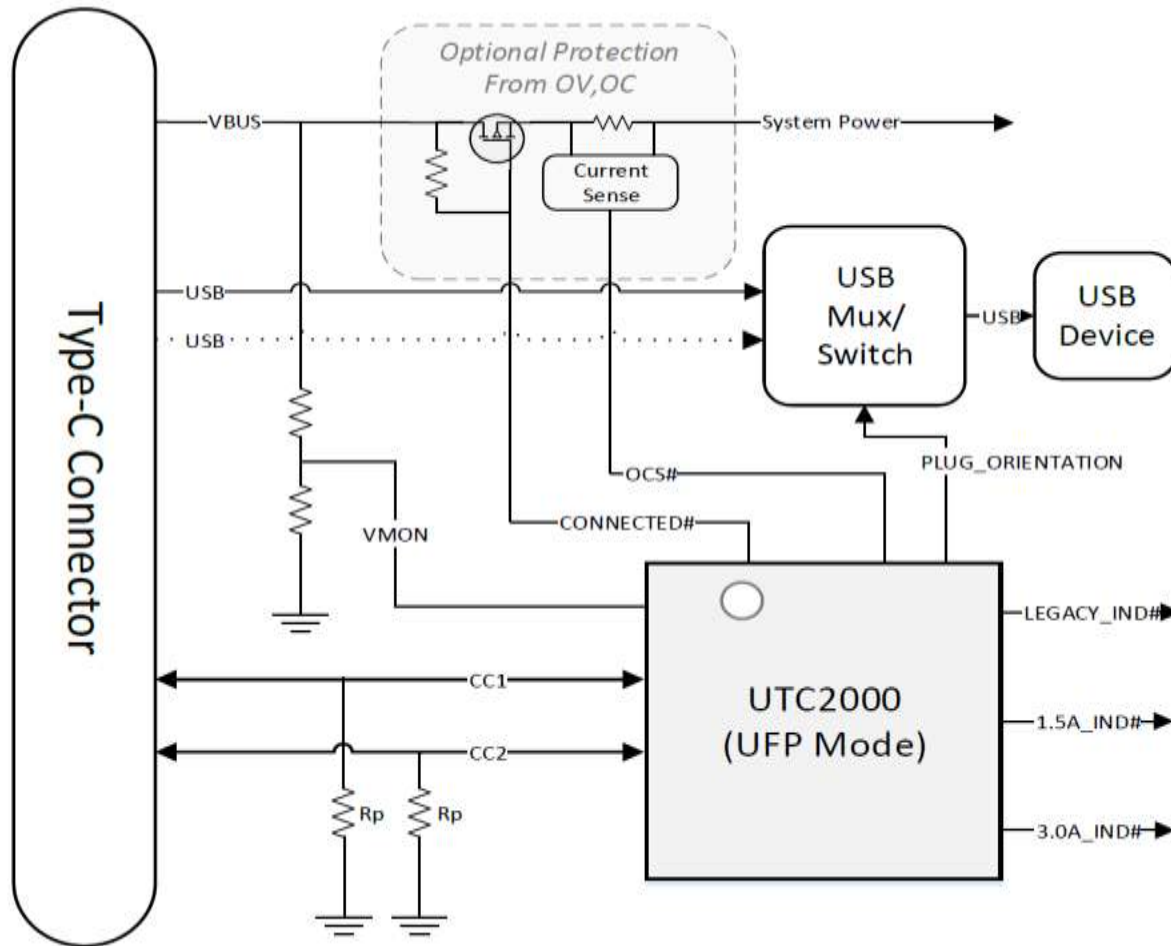 Optional Protection
From OV,OC
VBUS
System Power
Current
Sense
USB
USB
USB
Mux/
Switch
USB
USB
Device
Type-C Connector
PLUG_ORIENTATION
OCS#
CONNECTED#
VMON
LEGACY_IND#
CC1
UTC2000
(UFP Mode)
1.5A_IND#
CC2
Rp
Rp
3.0A_IND#